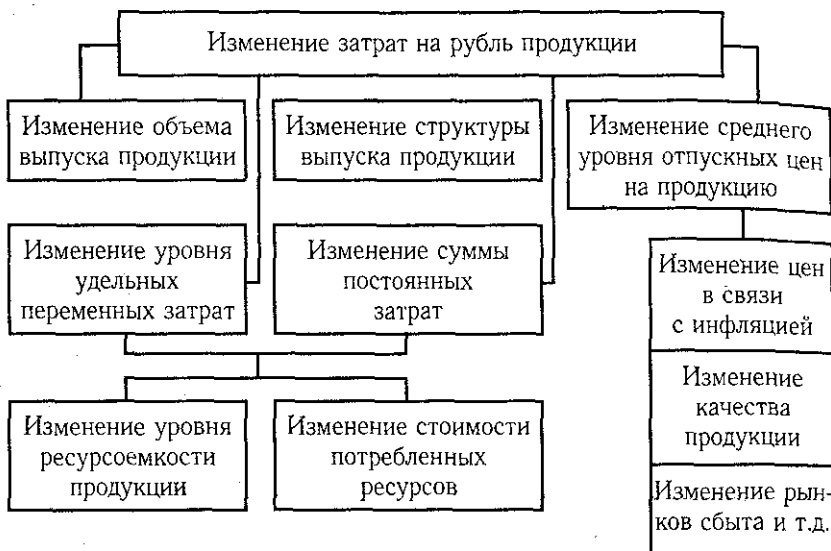 Изменение затрат на рубль продукции
Изменение объема
выпуска продукции
Изменение структуры
выпуска продукции
Изменение среднего
уровня отпускных цен
на продукцию
Изменение уровня
удельных
переменных затрат
Изменение суммы
постоянных
затрат
Изменение цен
в связи
с инфляцией
Изменение
качества
продукции
Изменение рын-
ков сбыта и т.д.
Изменение уровня
ресурсоемкости
продукции
Изменение стоимости
потребленных
ресурсов